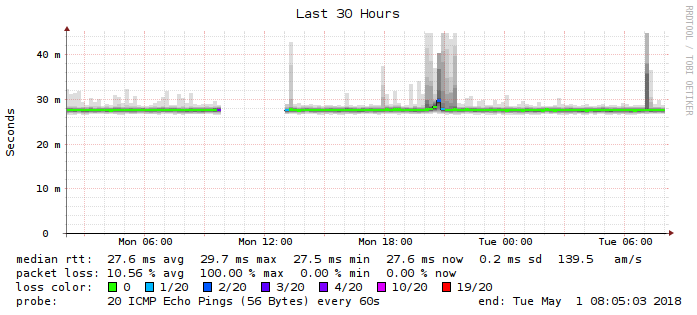 Last 30 Hours
RRDTOOL / TOBI OETIKER
Seconds
40 m
30 m
20 m
10 m
0
Mon 06:00 Mon 12:00 Mon 18:00 Tue 00:00 Tue 06:00
median rtt: 27.6 ms avg 29.7 ms max 27.5 ms min 27.6 ms now 0.2 ms sd 139.5 am/s
packet loss: 10.56 % avg 100.00 % max 0.00 % min 0.00 % now
loss color: 0 1/20 2/20 3/20 4/20 10/20 19/20
probe: 20 ICMP Echo Pings (56 Bytes) every 60s end: Tue May 1 08:05:03 2018